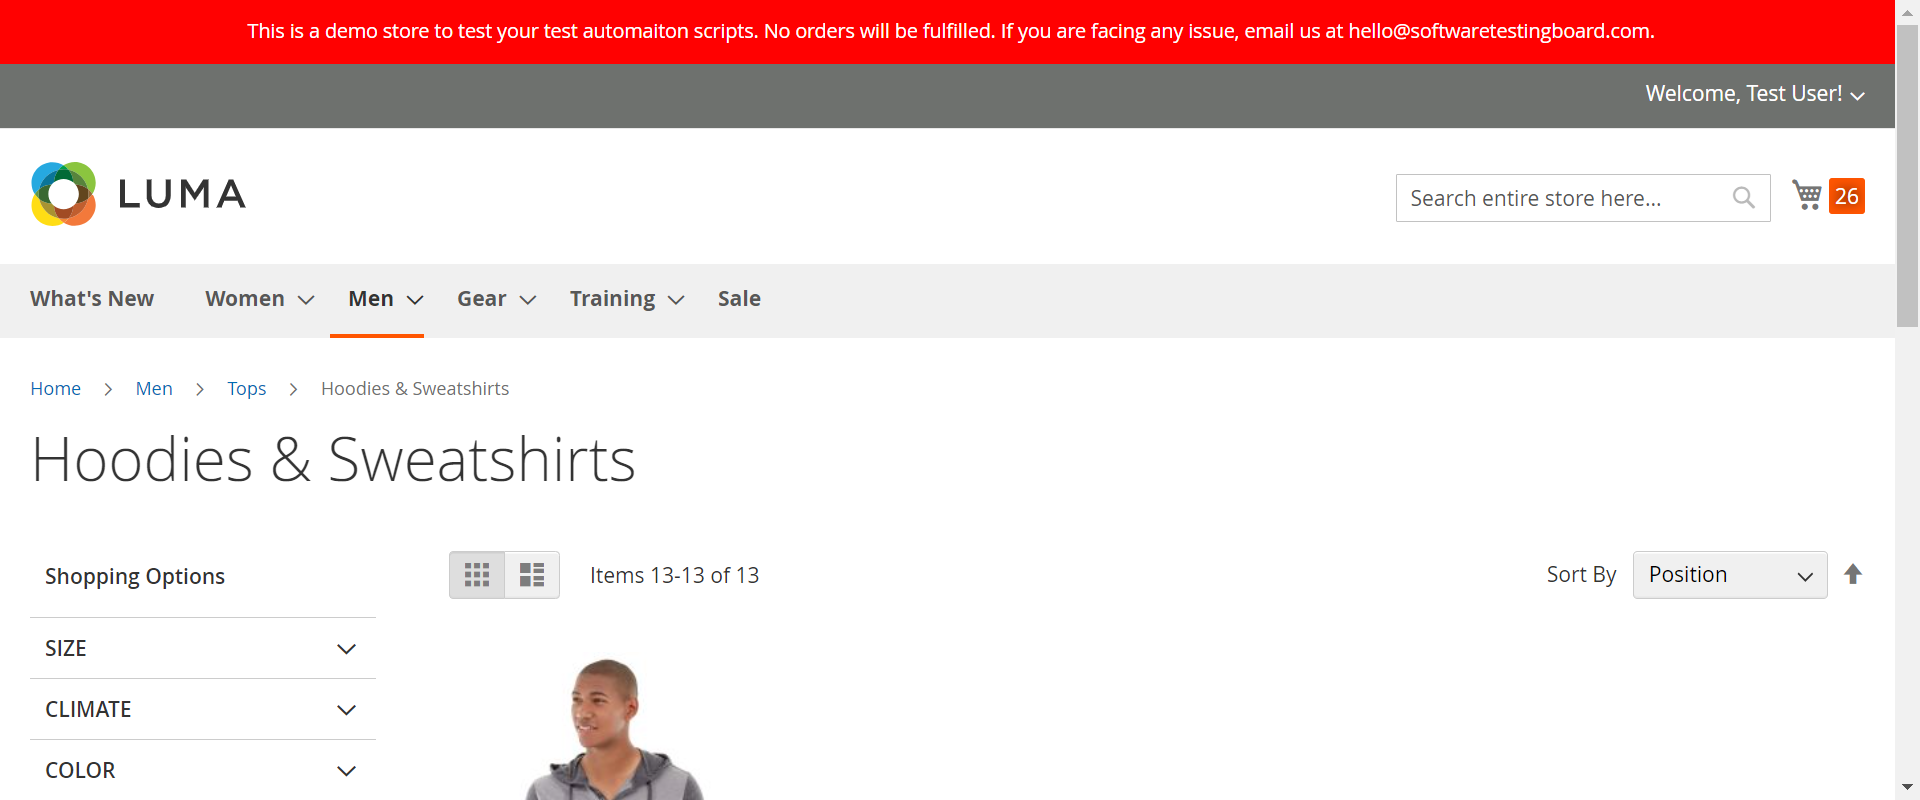 This is a demo store to test your test automaiton scripts. No orders will be fulfilled. If you are facing any issue, email us at hello@softwaretestingboard.com.
Welcome, Test User!
LUMA
Search entire store here...
26
What's New
Women
Men
Gear
Training
Sale
Home
Men
Tops
Hoodies & Sweatshirts
Hoodies & Sweatshirts
Shopping Options
Items 13-13 of 13
Sort By
Position
SIZE
CLIMATE
COLOR